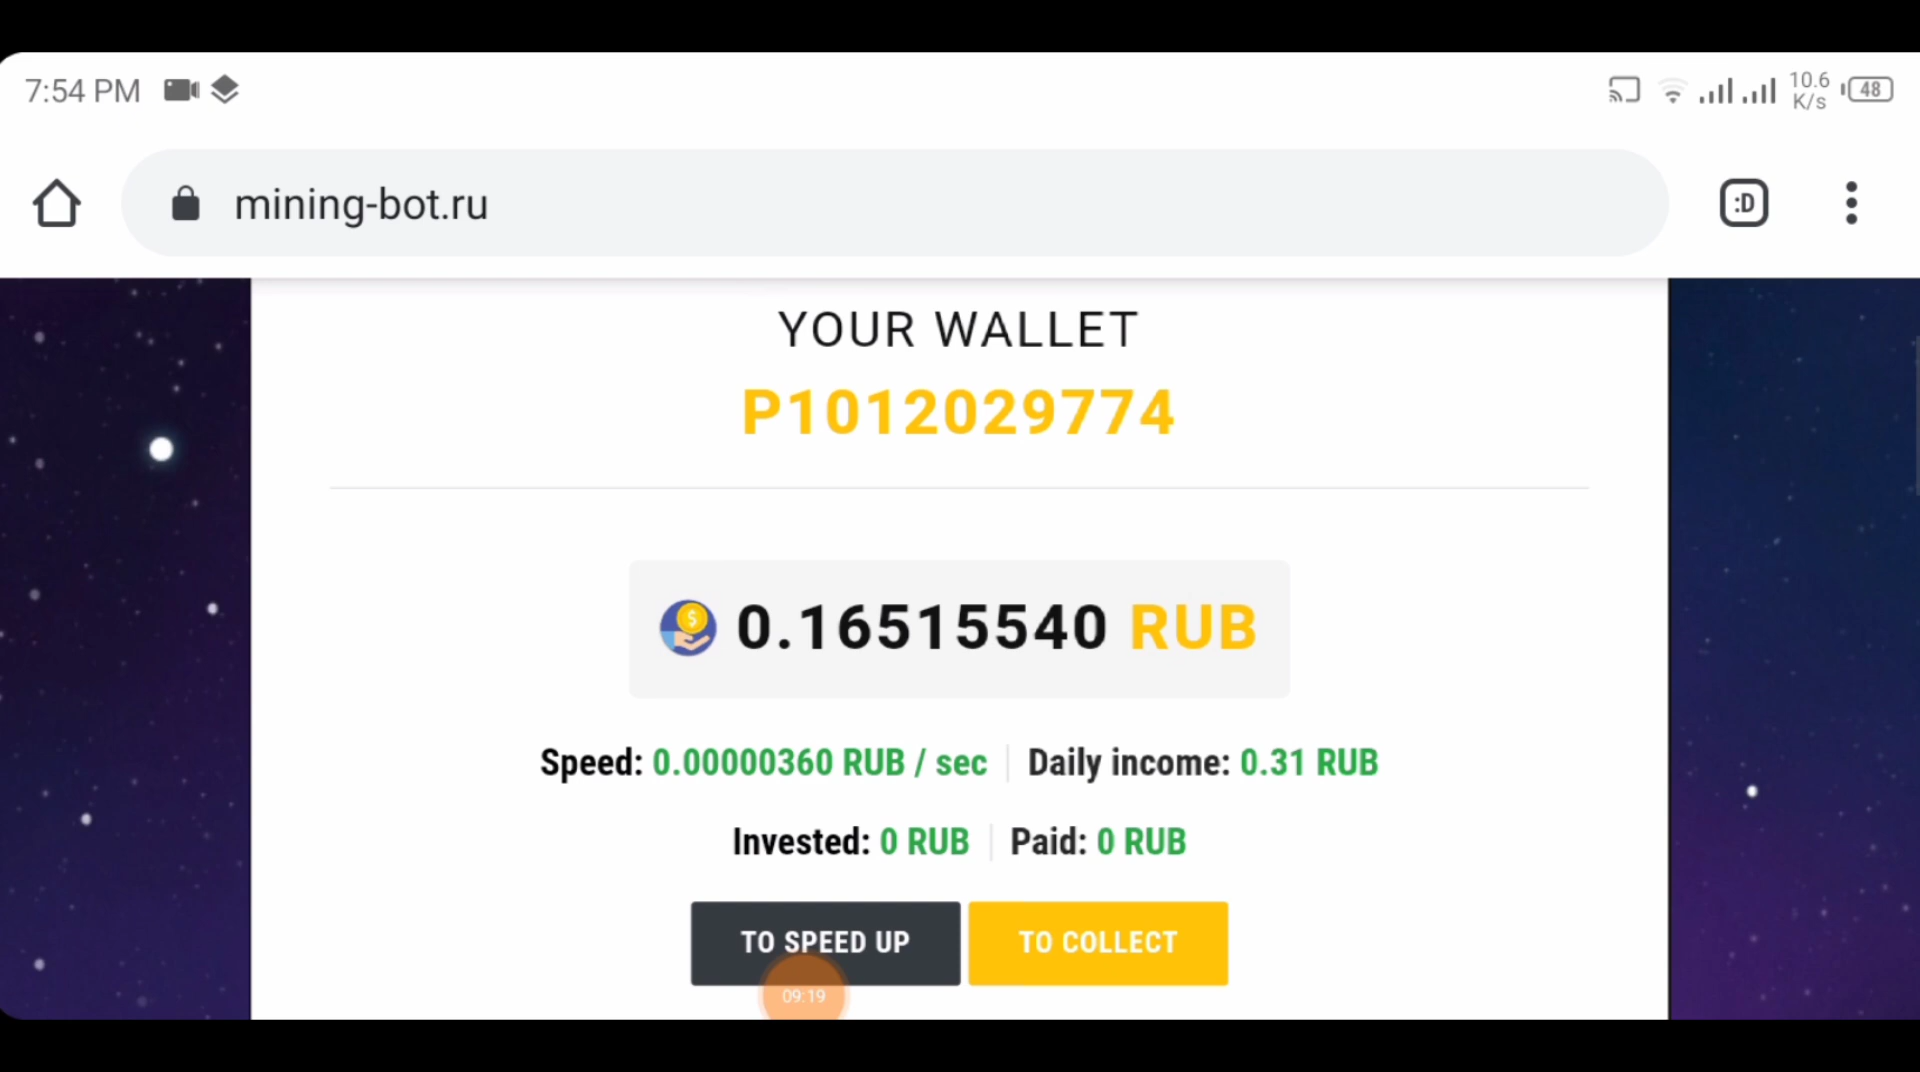 7:54 PM
10.6
K/s
48
mining-bot.ru
:D
YOUR WALLET
P1012029774
$
0.16515540 RUB
Speed: 0.00000360 RUB / sec
Daily income: 0.31 RUB
Invested: 0 RUB
Paid: 0 RUB
TO SPEED UP
TO COLLECT
09:19